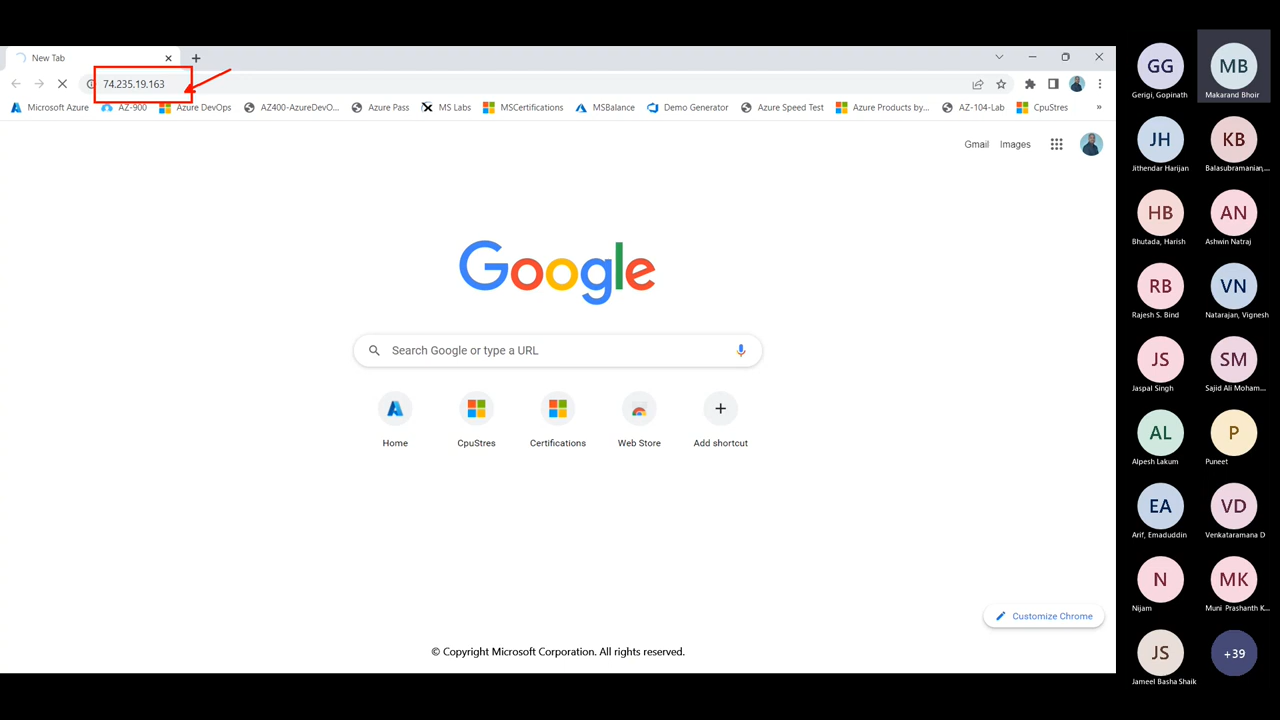 New Tab
74.235.19.163
Microsoft Azure AZ-900 Azure DevOps AZ400-AzureDevO... Azure Pass MS Labs MSCertifications MSBalance Demo Generator Azure Speed Test Azure Products by... AZ-104-Lab CpuStres »
Gmail Images
Google
Search Google or type a URL
Home CpuStres Certifications Web Store Add shortcut
Customize Chrome
© Copyright Microsoft Corporation. All rights reserved.
GG MB
Gerigi, Gopinath Makarand Bhoir
JH KB
Jithendar Harijan Balasubramanian,...
HB AN
Bhutada, Harish Ashwin Natraj
RB VN
Rajesh S. Bind Natarajan, Vignesh
JS SM
Jaspal Singh Sajid Ali Moham...
AL P
Alpesh Lakum Puneet
EA VD
Arif, Emaduddin Venkataramana D
N MK
Nijam Muni Prashanth K...
JS +39
Jameel Basha Shaik